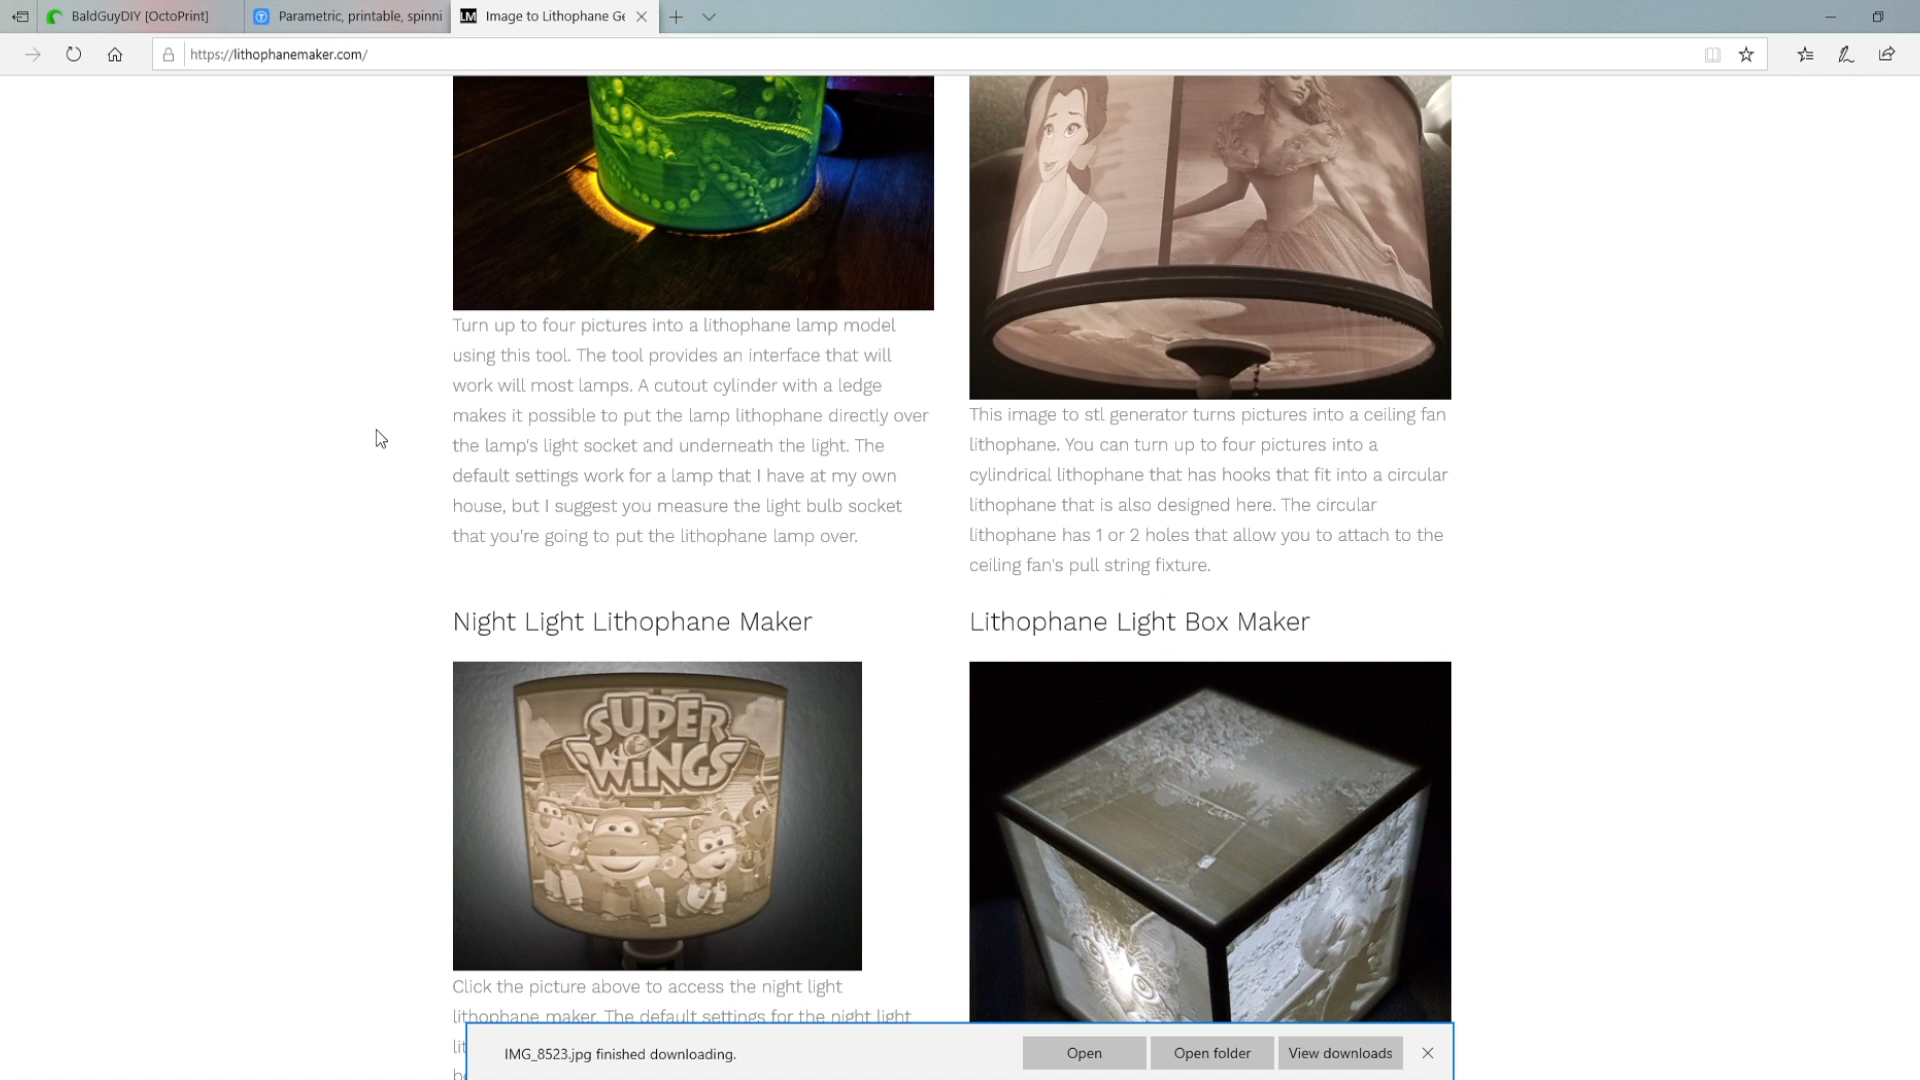 BaldGuyDIY [OctoPrint]
Parametric, printable, spinni
LM
Image to Lithophane Ge
https://lithophanemaker.com/
Turn up to four pictures into a lithophane lamp model
using this tool. The tool provides an interface that will
work will most lamps. A cutout cylinder with a ledge
makes it possible to put the lamp lithophane directly over
the lamp's light socket and underneath the light. The
default settings work for a lamp that I have at my own
house, but I suggest you measure the light bulb socket
that you're going to put the lithophane lamp over.
This image to stl generator turns pictures into a ceiling fan
lithophane. You can turn up to four pictures into a
cylindrical lithophane that has hooks that fit into a circular
lithophane that is also designed here. The circular
lithophane has 1 or 2 holes that allow you to attach to the
ceiling fan's pull string fixture.
Night Light Lithophane Maker
SUPER
WINGS
Click the picture above to access the night light
lithophane maker. The default settings for the night light
Lithophane Light Box Maker
IMG_8523.jpg finished downloading.
Open
Open folder
View downloads